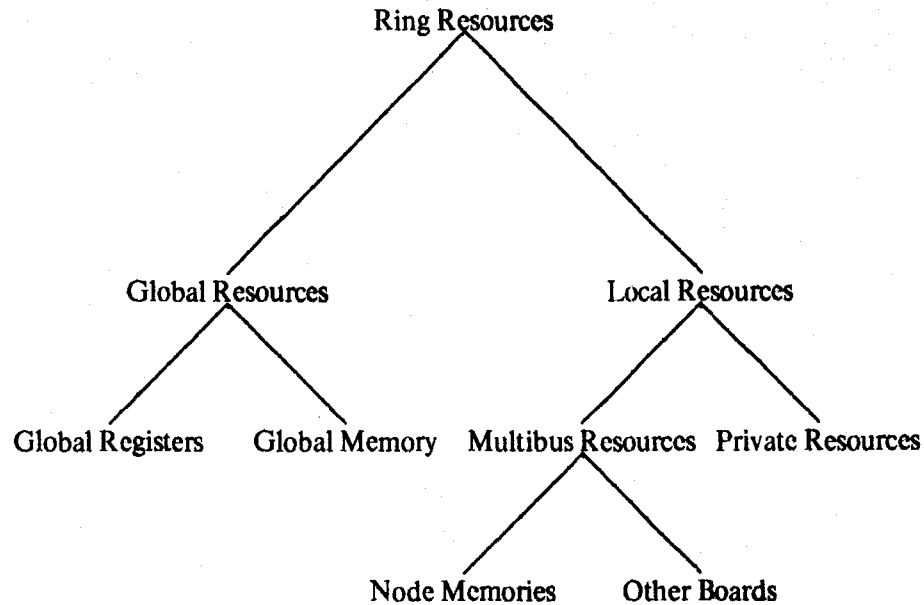 Ring Resources
Global Resources
Local Resources
Global Registers
Global Memory
Multibus Resources
Private Resources
Node Memories
Other Boards